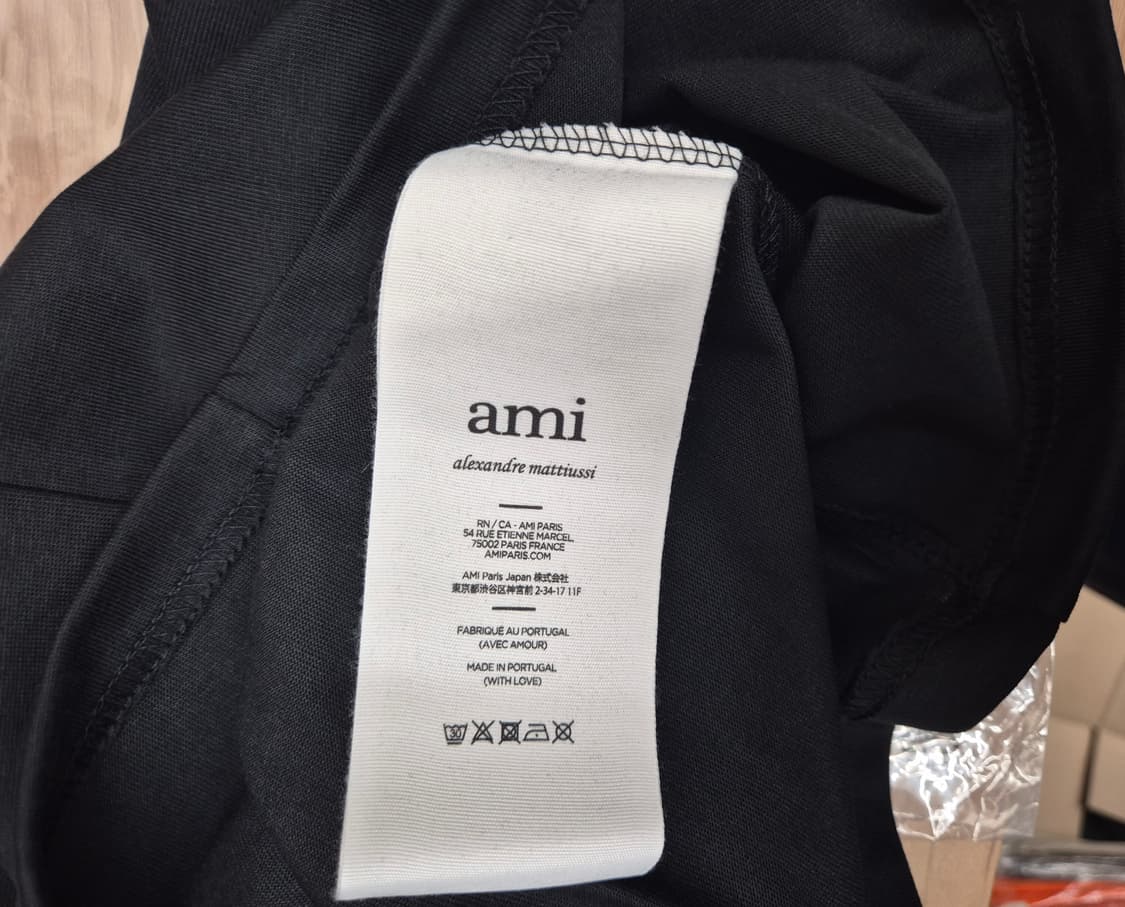 ami
alexandre mattiussi
RN / CA - AMI PARIS
54 RUE ETIENNE MARCEL
75002 PARIS FRANCE
AMIPARIS.COM
AMI Paris Japan 株式会社
東京都渋谷区神宮前 2-34-17 11F
FABRIQUÉ AU PORTUGAL
(AVEC AMOUR)
MADE IN PORTUGAL
(WITH LOVE)
30